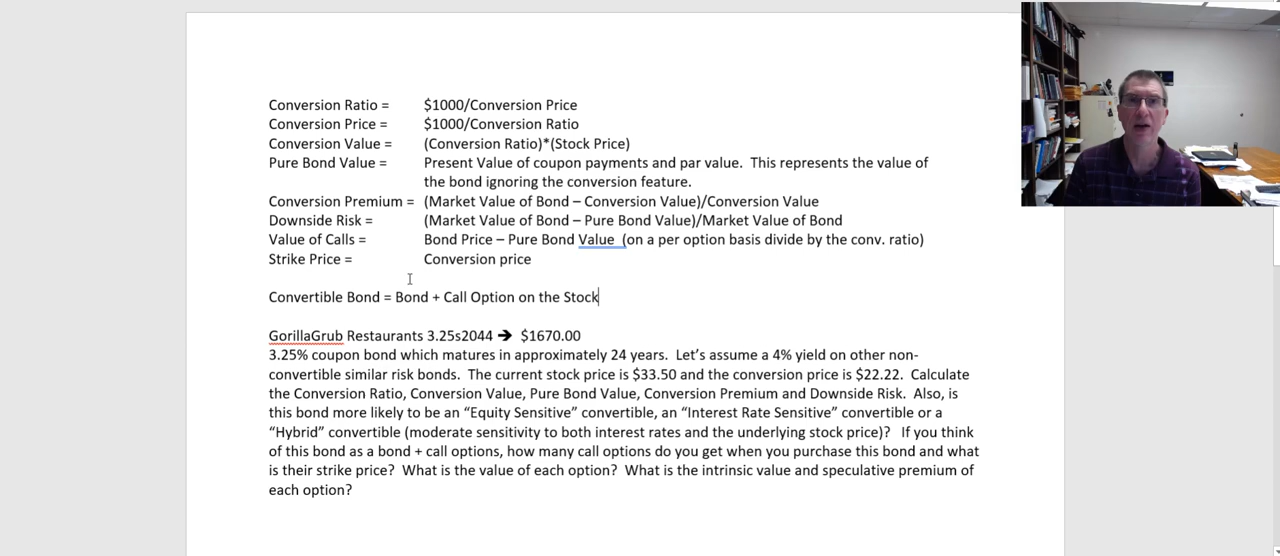 Conversion Ratio = $1000/Conversion Price
Conversion Price = $1000/Conversion Ratio
Conversion Value = (Conversion Ratio)*(Stock Price)
Pure Bond Value = Present Value of coupon payments and par value. This represents the value of
the bond ignoring the conversion feature.
Conversion Premium = (Market Value of Bond – Conversion Value)/Conversion Value
Downside Risk = (Market Value of Bond – Pure Bond Value)/Market Value of Bond
Value of Calls = Bond Price – Pure Bond Value (on a per option basis divide by the conv. ratio)
Strike Price = Conversion price
Convertible Bond = Bond + Call Option on the Stock
GorillaGrub Restaurants 3.25s2044 ➔ $1670.00
3.25% coupon bond which matures in approximately 24 years. Let's assume a 4% yield on other non-
convertible similar risk bonds. The current stock price is $33.50 and the conversion price is $22.22. Calculate
the Conversion Ratio, Conversion Value, Pure Bond Value, Conversion Premium and Downside Risk. Also, is
this bond more likely to be an "Equity Sensitive" convertible, an "Interest Rate Sensitive" convertible or a
"Hybrid" convertible (moderate sensitivity to both interest rates and the underlying stock price)? If you think
of this bond as a bond + call options, how many call options do you get when you purchase this bond and what
is their strike price? What is the value of each option? What is the intrinsic value and speculative premium of
each option?